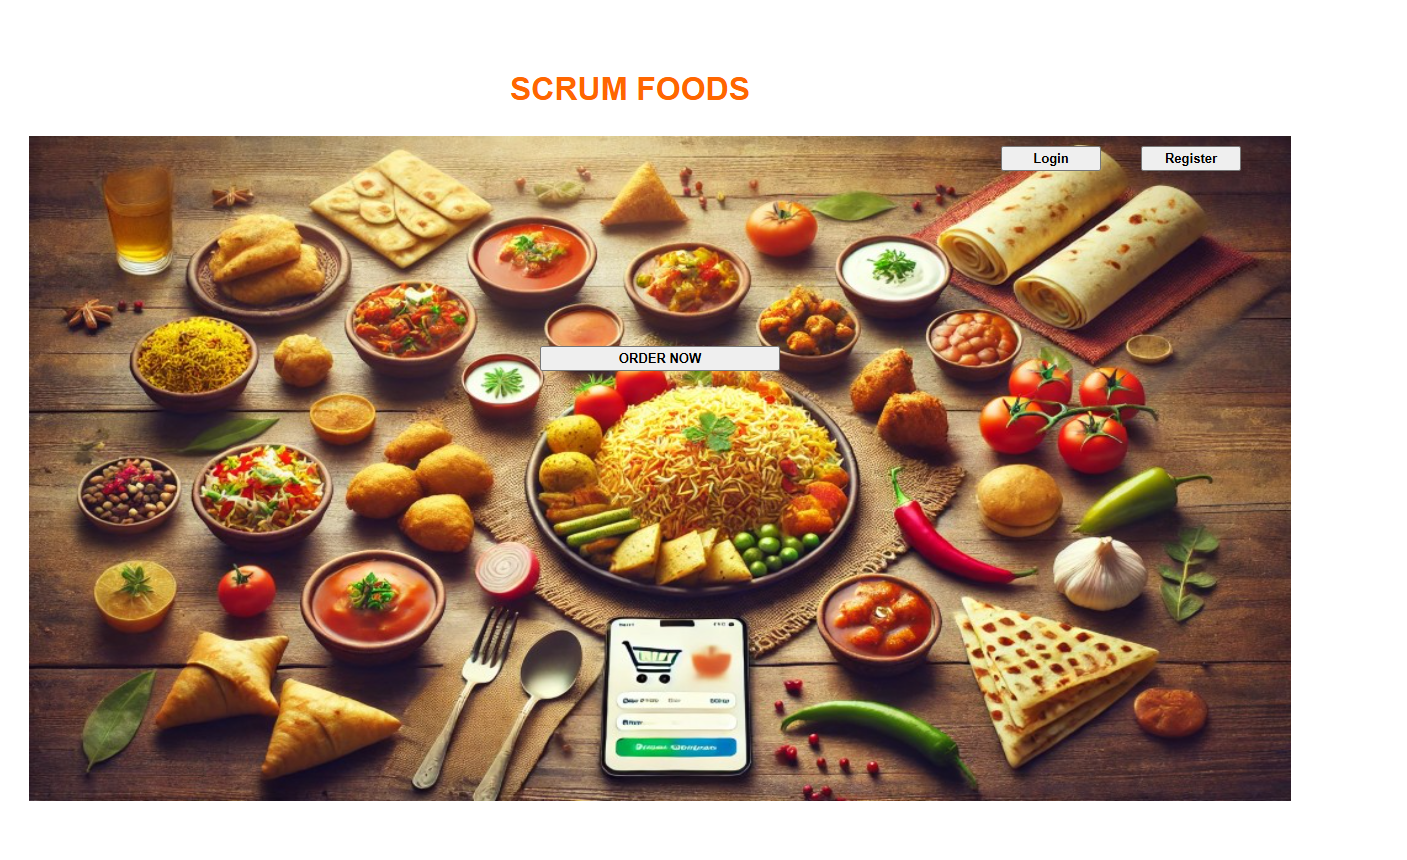 SCRUM FOODS
Login
Register
ORDER NOW